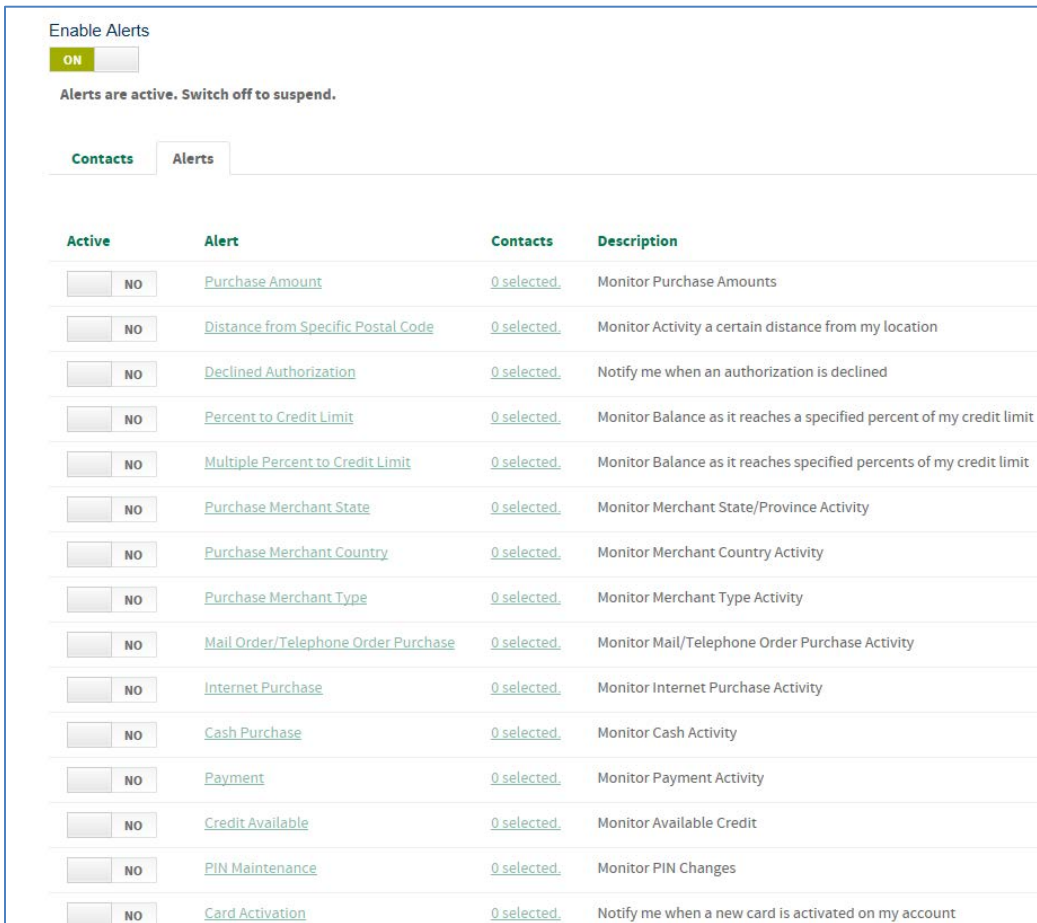 Enable Alerts
ON
Alerts are active. Switch off to suspend.
Contacts Alerts
Active Alert Contacts Description
NO Purchase Amount 0 selected. Monitor Purchase Amounts
NO Distance from Specific Postal Code 0 selected. Monitor Activity a certain distance from my location
NO Declined Authorization 0 selected. Notify me when an authorization is declined
NO Percent to Credit Limit 0 selected. Monitor Balance as it reaches a specified percent of my credit limit
NO Multiple Percent to Credit Limit 0 selected. Monitor Balance as it reaches specified percents of my credit limit
NO Purchase Merchant State 0 selected. Monitor Merchant State/Province Activity
NO Purchase Merchant Country 0 selected. Monitor Merchant Country Activity
NO Purchase Merchant Type 0 selected. Monitor Merchant Type Activity
NO Mail Order/Telephone Order Purchase 0 selected. Monitor Mail/Telephone Order Purchase Activity
NO Internet Purchase 0 selected. Monitor Internet Purchase Activity
NO Cash Purchase 0 selected. Monitor Cash Activity
NO Payment 0 selected. Monitor Payment Activity
NO Credit Available 0 selected. Monitor Available Credit
NO PIN Maintenance 0 selected. Monitor PIN Changes
NO Card Activation 0 selected. Notify me when a new card is activated on my account